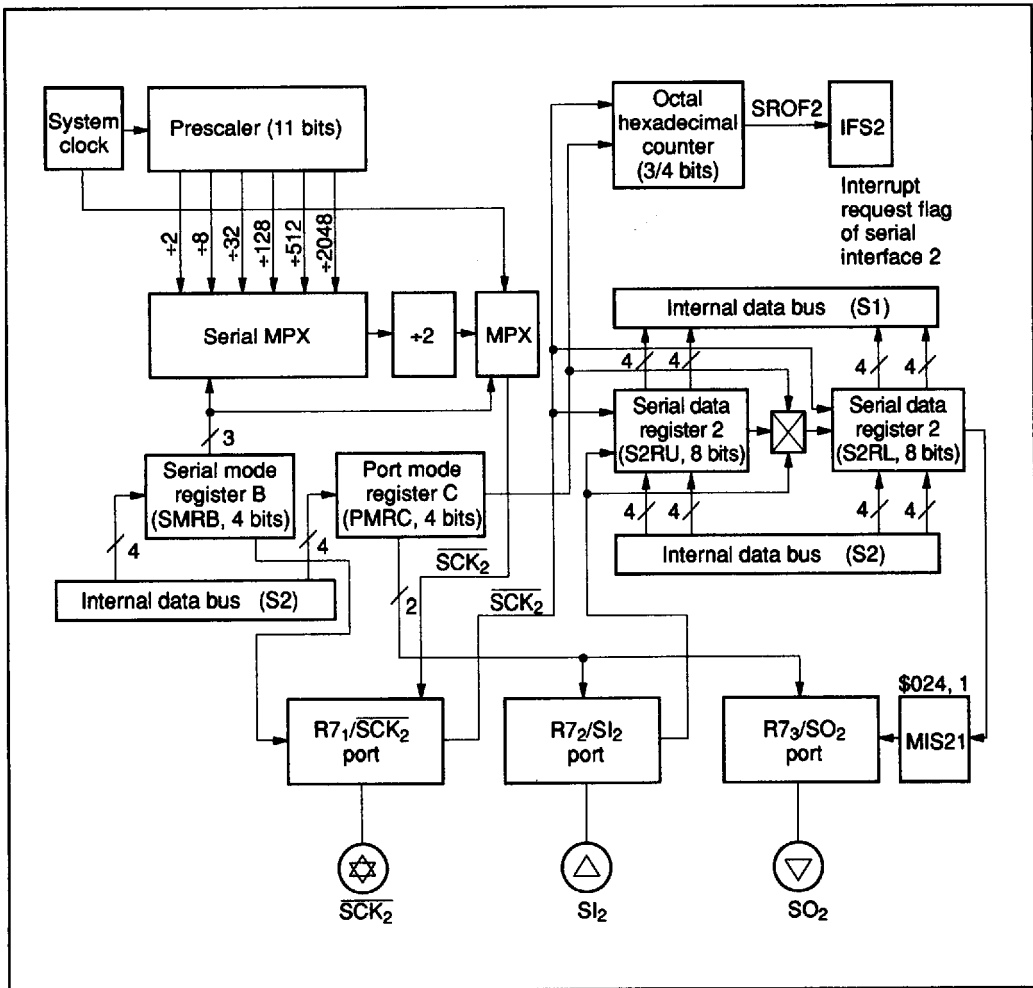 System
clock
Prescaler (11 bits)
Octal
hexadecimal
counter
(3/4 bits)
SROF2
IFS2
Interrupt
request flag
of serial
interface 2
÷2
÷8
÷32
÷128
÷512
÷2048
Serial MPX
÷2
MPX
Internal data bus (S1)
4
4
4
4
3
Serial mode
register B
(SMRB, 4 bits)
Port mode
register C
(PMRC, 4 bits)
Serial data
register 2
(S2RU, 8 bits)
Serial data
register 2
(S2RL, 8 bits)
4
4
4
4
4
4
Internal data bus (S2)
Internal data bus (S2)
S̅C̅K̅₂
2
S̅C̅K̅₂
R7₁/S̅C̅K̅₂
port
R7₂/SI₂
port
R7₃/SO₂
port
$024, 1
MIS21
S̅C̅K̅₂
SI₂
SO₂